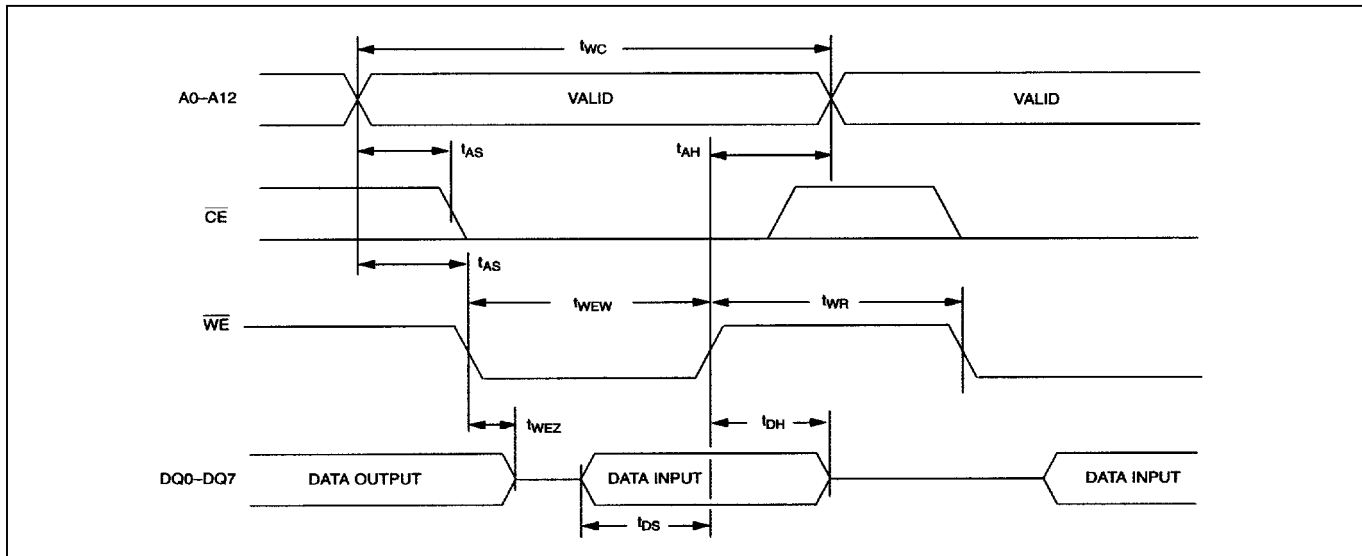 tWC
A0–A12 VALID VALID
tAS tAH
CE
tAS
tWEW tWR
WE
tWEZ tDH
DQ0–DQ7 DATA OUTPUT DATA INPUT DATA INPUT
tDS